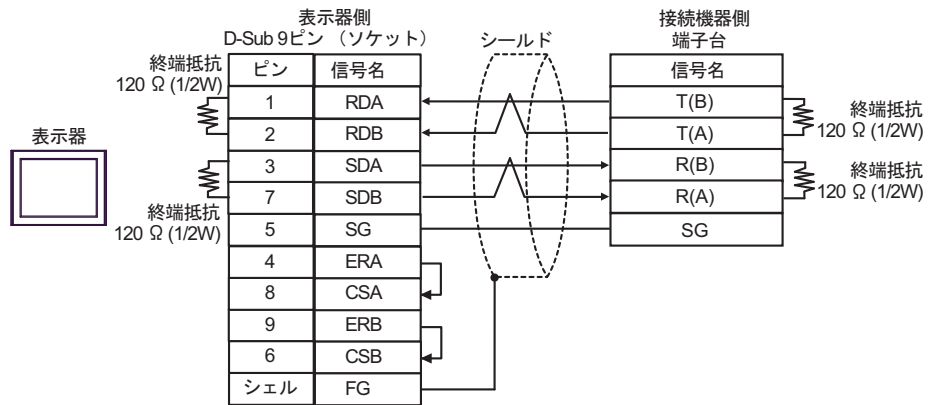 表示器側
D-Sub 9ピン （ソケット）
シールド
接続機器側
端子台
終端抵抗
120 Ω (1/2W)
ピン 信号名
信号名
1 RDA
T(B)
2 RDB
T(A)
終端抵抗
120 Ω (1/2W)
表示器
3 SDA
R(B)
7 SDB
R(A)
終端抵抗
120 Ω (1/2W)
終端抵抗
120 Ω (1/2W)
5 SG
SG
4 ERA
8 CSA
9 ERB
6 CSB
シェル FG